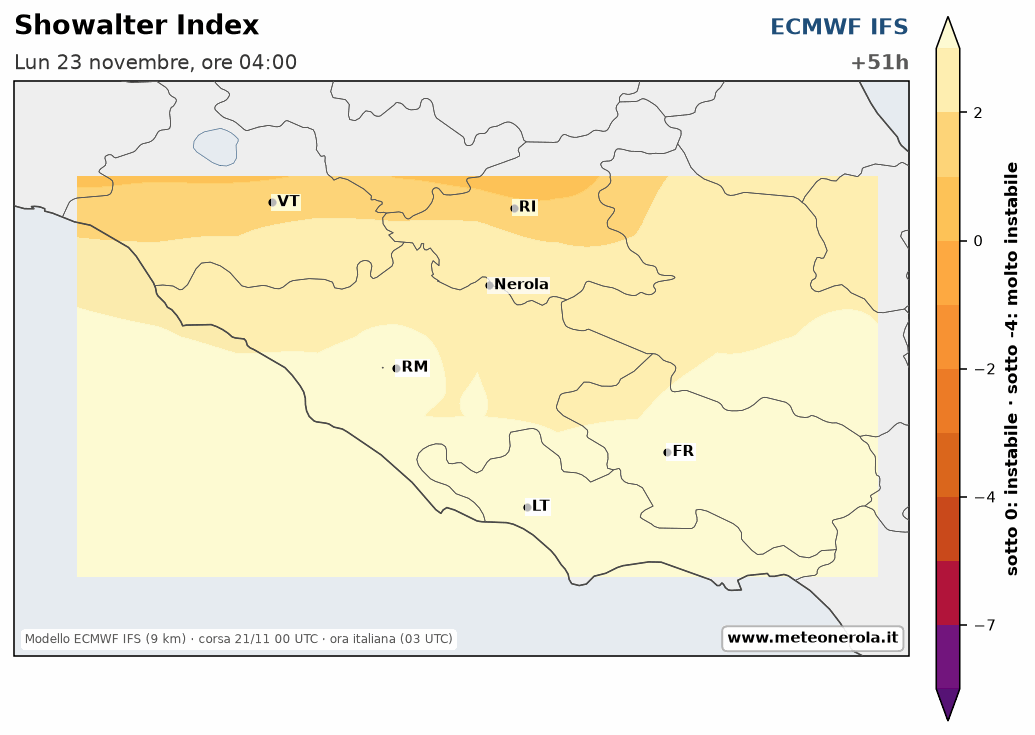 Showalter Index
ECMWF IFS
Lun 23 novembre, ore 04:00
+51h
VT
RI
Nerola
RM
FR
LT
2
0
−2
−4
−7
sotto 0: instabile · sotto -4: molto instabile
Modello ECMWF IFS (9 km) · corsa 21/11 00 UTC · ora italiana (03 UTC)
www.meteonerola.it